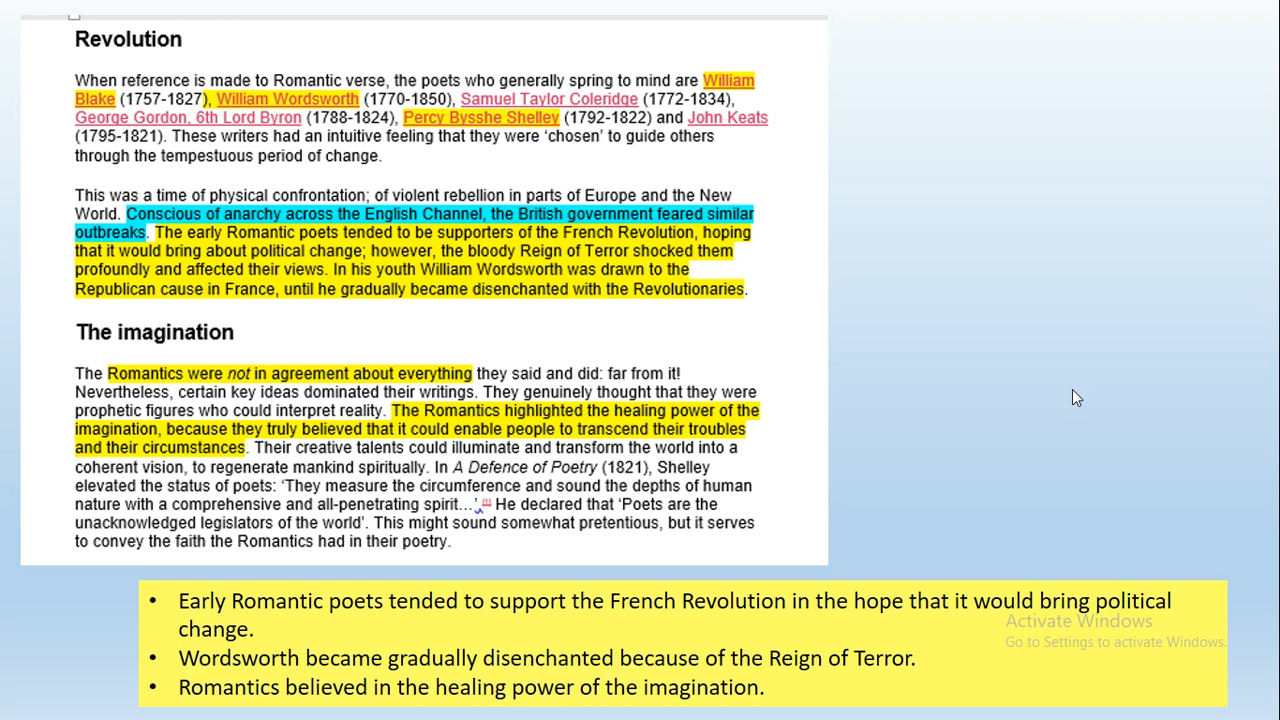 Revolution
When reference is made to Romantic verse, the poets who generally spring to mind are William
Blake (1757-1827), William Wordsworth (1770-1850), Samuel Taylor Coleridge (1772-1834),
George Gordon, 6th Lord Byron (1788-1824), Percy Bysshe Shelley (1792-1822) and John Keats
(1795-1821). These writers had an intuitive feeling that they were ‘chosen’ to guide others
through the tempestuous period of change.
This was a time of physical confrontation; of violent rebellion in parts of Europe and the New
World. Conscious of anarchy across the English Channel, the British government feared similar
outbreaks. The early Romantic poets tended to be supporters of the French Revolution, hoping
that it would bring about political change; however, the bloody Reign of Terror shocked them
profoundly and affected their views. In his youth William Wordsworth was drawn to the
Republican cause in France, until he gradually became disenchanted with the Revolutionaries.
The imagination
The Romantics were not in agreement about everything they said and did: far from it!
Nevertheless, certain key ideas dominated their writings. They genuinely thought that they were
prophetic figures who could interpret reality. The Romantics highlighted the healing power of the
imagination, because they truly believed that it could enable people to transcend their troubles
and their circumstances. Their creative talents could illuminate and transform the world into a
coherent vision, to regenerate mankind spiritually. In A Defence of Poetry (1821), Shelley
elevated the status of poets: ‘They measure the circumference and sound the depths of human
nature with a comprehensive and all-penetrating spirit…’.[1] He declared that ‘Poets are the
unacknowledged legislators of the world’. This might sound somewhat pretentious, but it serves
to convey the faith the Romantics had in their poetry.
• Early Romantic poets tended to support the French Revolution in the hope that it would bring political
change.
• Wordsworth became gradually disenchanted because of the Reign of Terror.
• Romantics believed in the healing power of the imagination.
Activate Windows
Go to Settings to activate Windows.